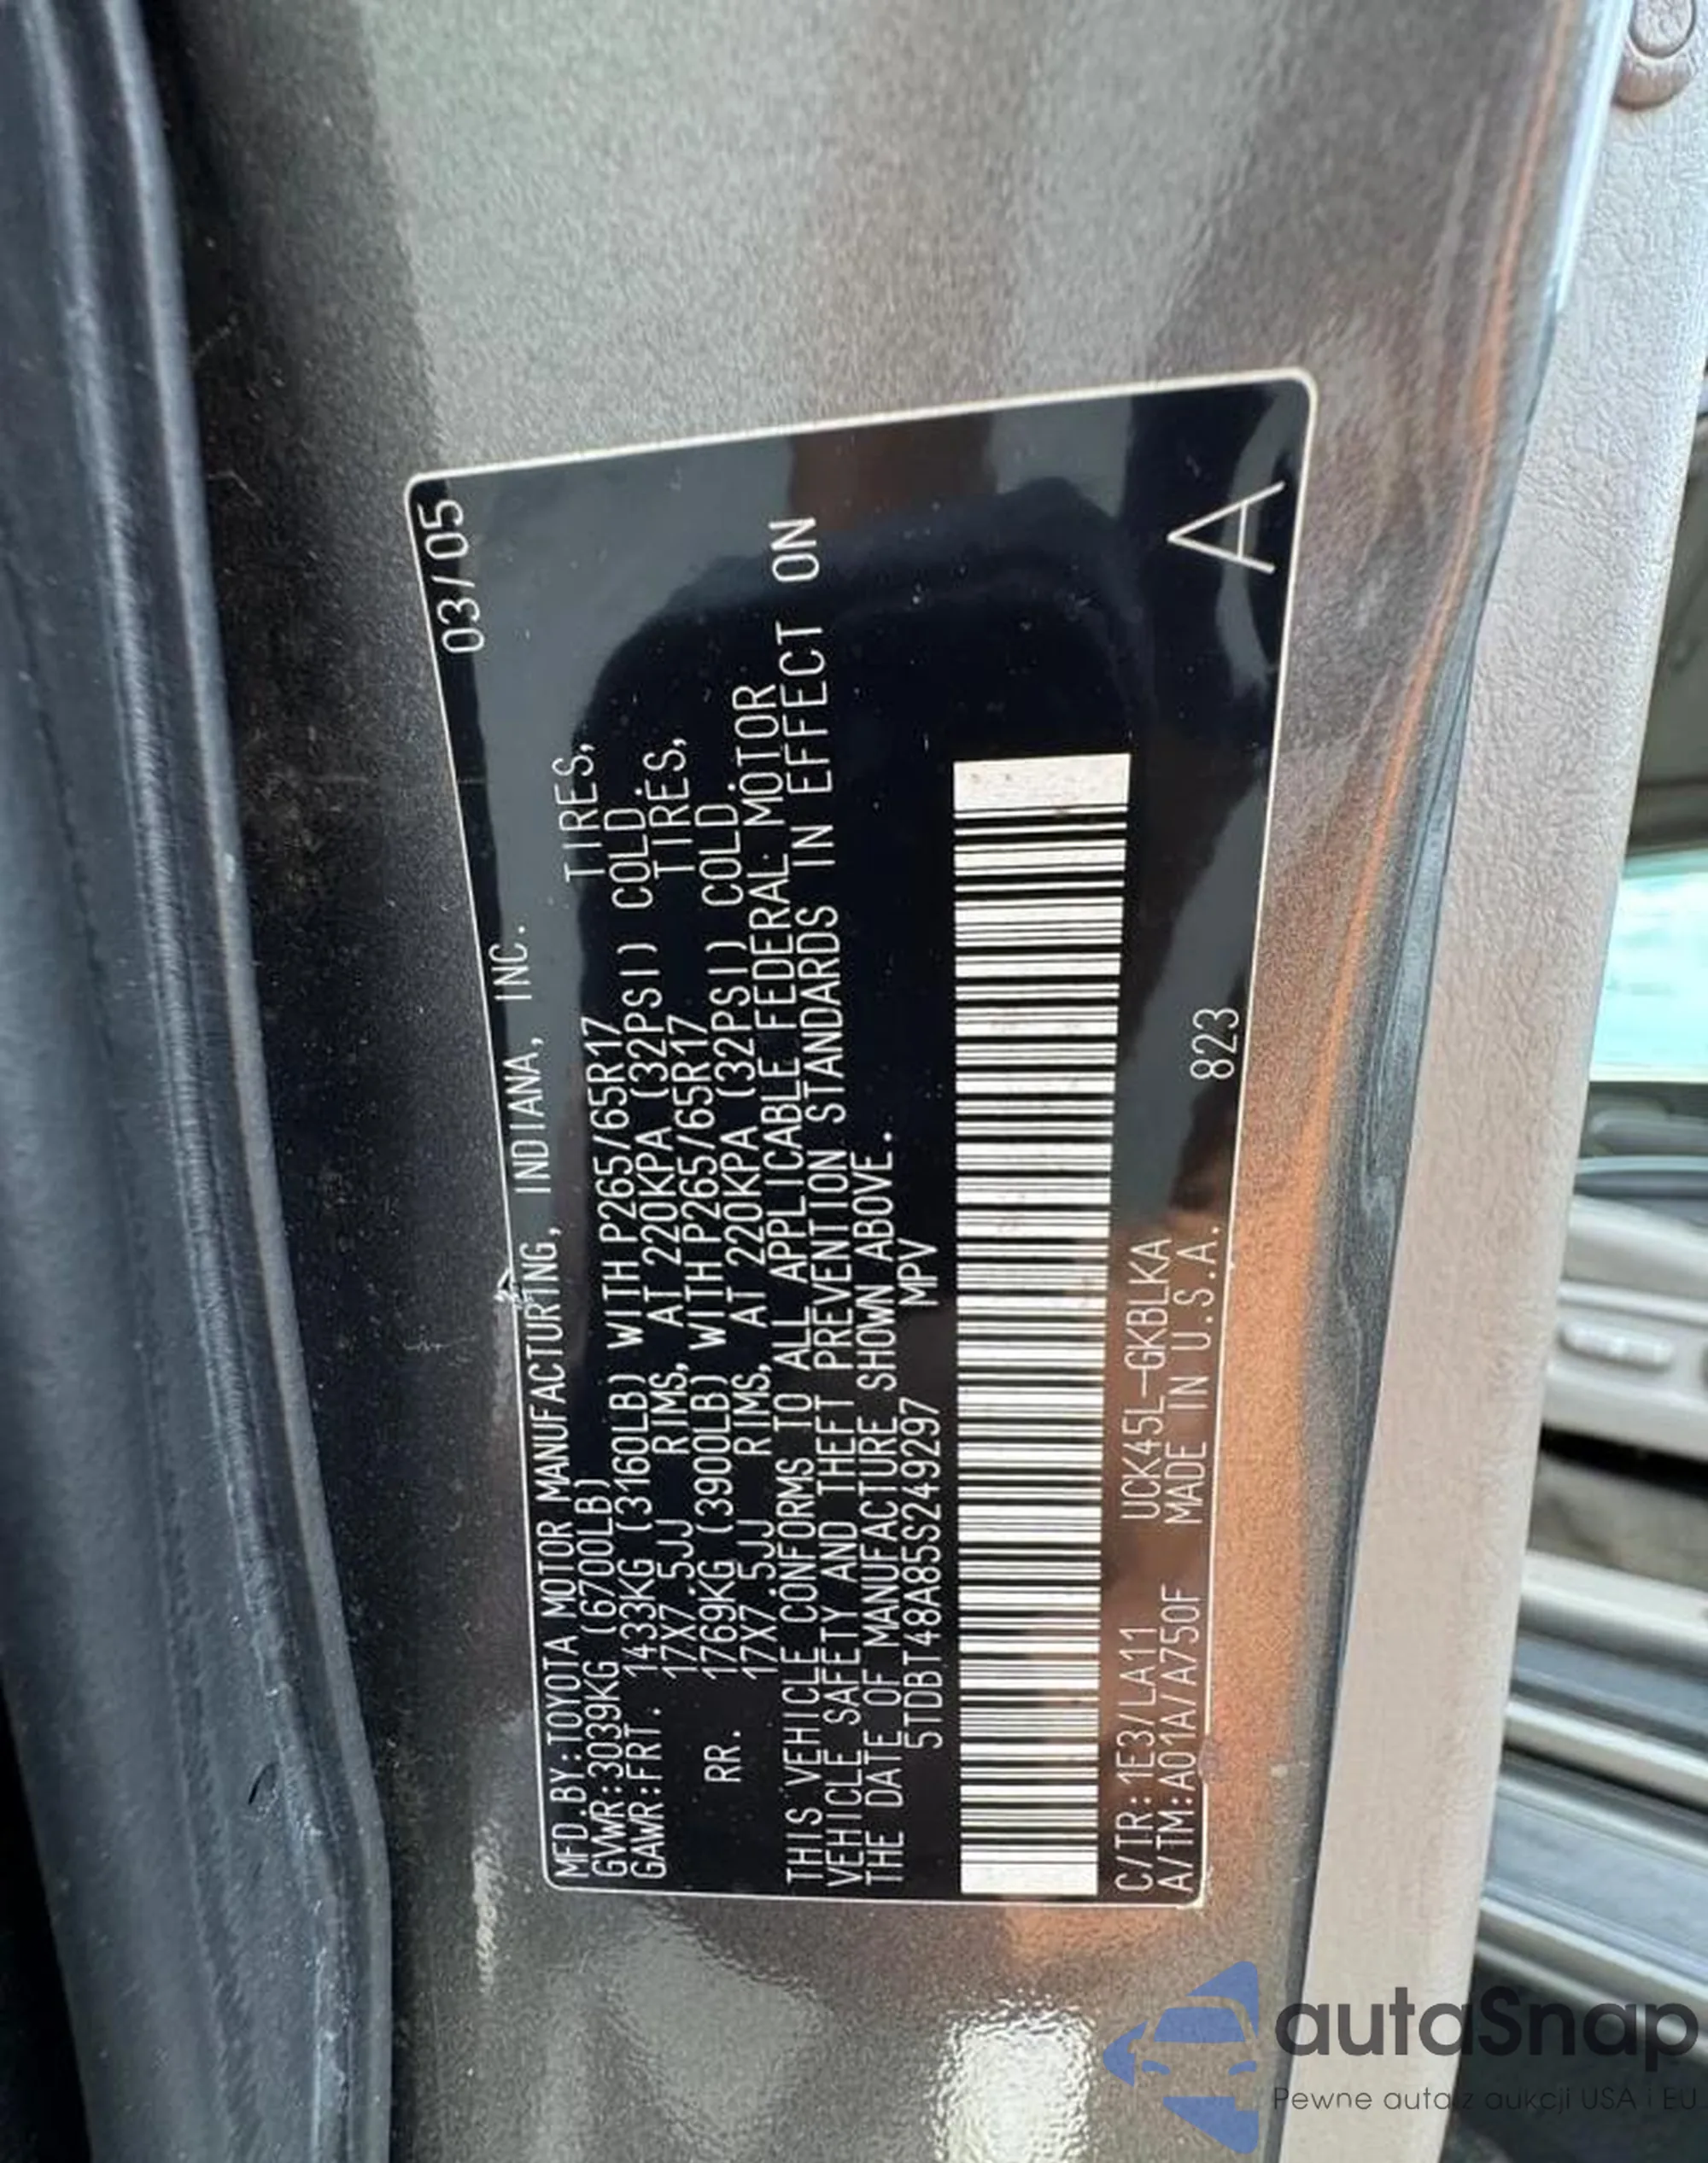 03/05
MFD.BY:TOYOTA MOTOR MANUFACTURING, INDIANA, INC.
GVWR:3039KG (6700LB)
GAWR:FRT. 1433KG (3160LB) WITH P265/65R17 TIRES,
17X7.5JJ RIMS, AT 220KPA (32PSI) COLD.
RR. 1769KG (3900LB) WITH P265/65R17 TIRES,
17X7.5JJ RIMS, AT 220KPA (32PSI) COLD.
THIS VEHICLE CONFORMS TO ALL APPLICABLE FEDERAL MOTOR
VEHICLE SAFETY AND THEFT PREVENTION STANDARDS IN EFFECT ON
THE DATE OF MANUFACTURE SHOWN ABOVE.
5TDBT48A85S249297 MPV
C/TR:1E3/LA11 UCK45L-GKBLKA
A/TM:A01A/A750F MADE IN U.S.A. 823
A
autaSnap
Pewne auta z aukcji USA i EU